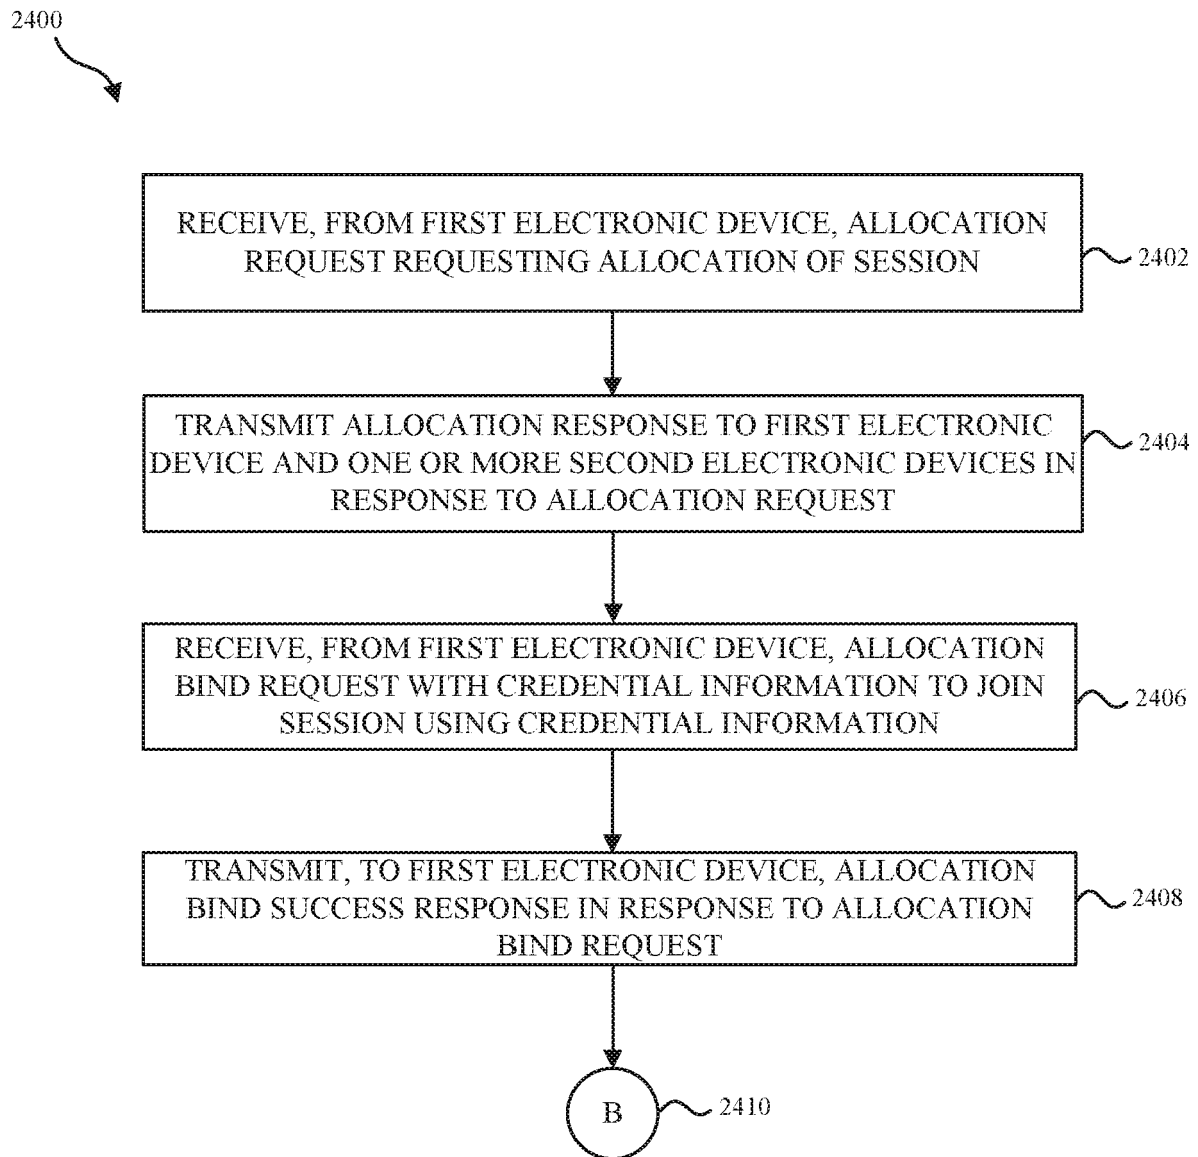 2400
RECEIVE, FROM FIRST ELECTRONIC DEVICE, ALLOCATION
REQUEST REQUESTING ALLOCATION OF SESSION
2402
TRANSMIT ALLOCATION RESPONSE TO FIRST ELECTRONIC
DEVICE AND ONE OR MORE SECOND ELECTRONIC DEVICES IN
RESPONSE TO ALLOCATION REQUEST
2404
RECEIVE, FROM FIRST ELECTRONIC DEVICE, ALLOCATION
BIND REQUEST WITH CREDENTIAL INFORMATION TO JOIN
SESSION USING CREDENTIAL INFORMATION
2406
TRANSMIT, TO FIRST ELECTRONIC DEVICE, ALLOCATION
BIND SUCCESS RESPONSE IN RESPONSE TO ALLOCATION
BIND REQUEST
2408
B
2410